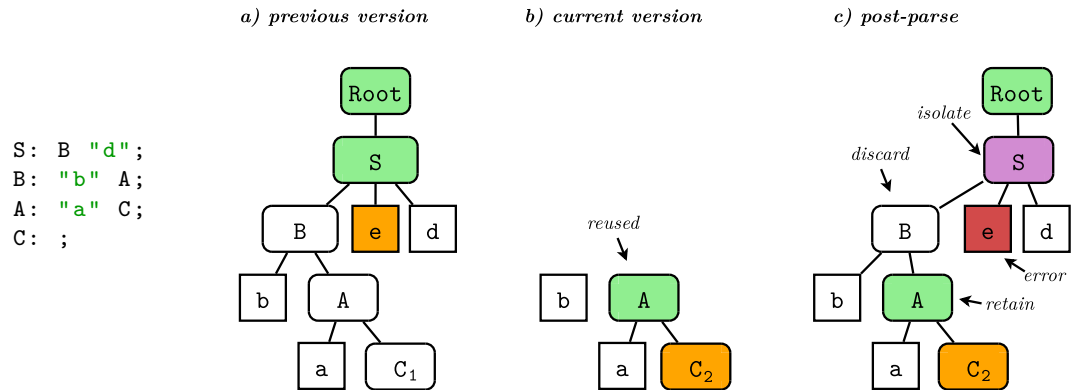 a) previous version
b) current version
c) post-parse
S: B "d";
B: "b" A;
A: "a" C;
C: ;
Root
S
B
e
d
b
A
a
C₁
reused
b
A
a
C₂
Root
isolate
S
discard
B
e
d
error
b
A
retain
a
C₂